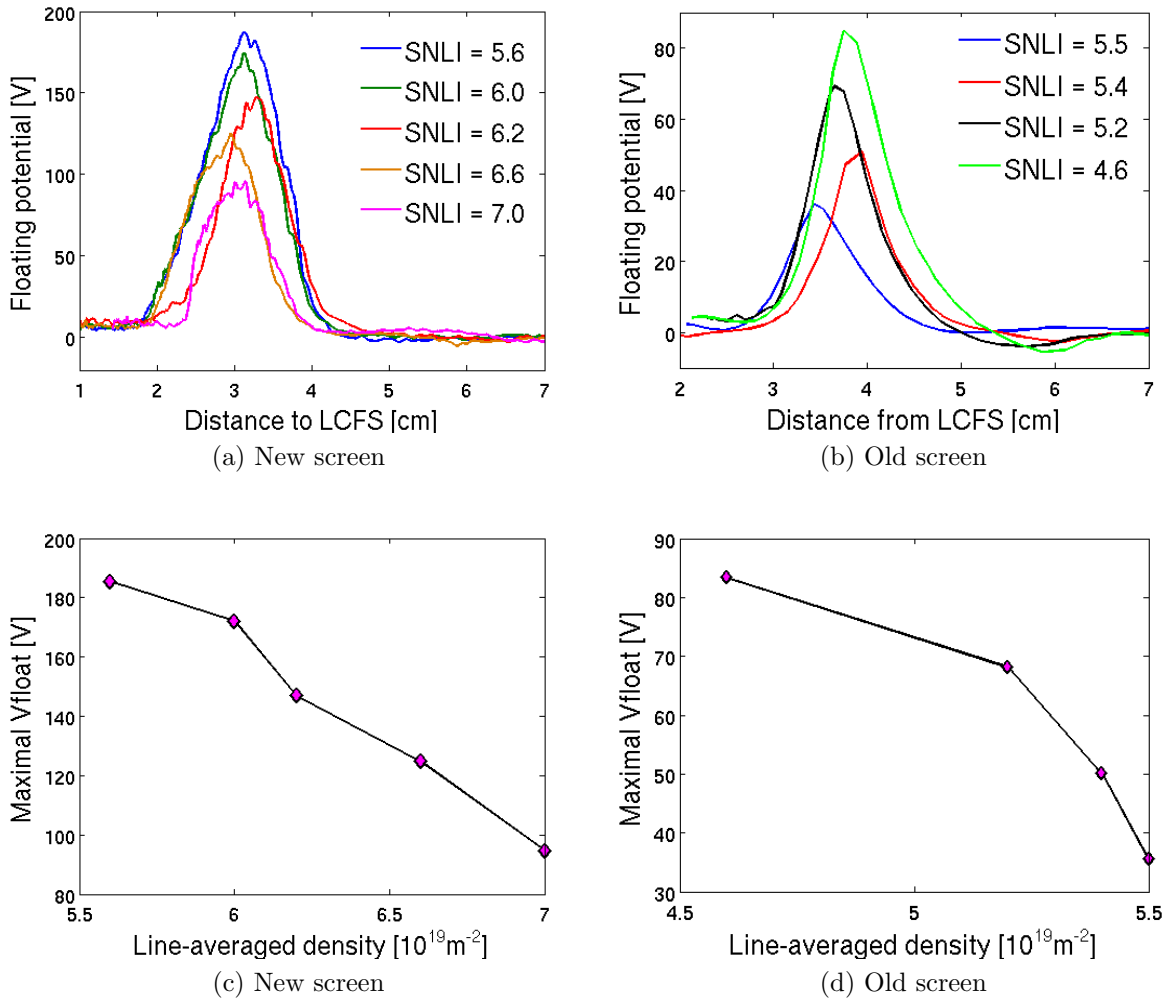 200
150
100
50
0
Floating potential [V]
SNLI = 5.6
SNLI = 6.0
SNLI = 6.2
SNLI = 6.6
SNLI = 7.0
1 2 3 4 5 6 7
Distance to LCFS [cm]
(a) New screen
80
60
40
20
0
Floating potential [V]
SNLI = 5.5
SNLI = 5.4
SNLI = 5.2
SNLI = 4.6
2 3 4 5 6 7
Distance from LCFS [cm]
(b) Old screen
200
180
160
140
120
100
80
Maximal Vfloat [V]
5.5 6 6.5 7
Line-averaged density [10^19 m^-2]
(c) New screen
90
80
70
60
50
40
30
Maximal Vfloat [V]
4.5 5 5.5
Line-averaged density [10^19 m^-2]
(d) Old screen